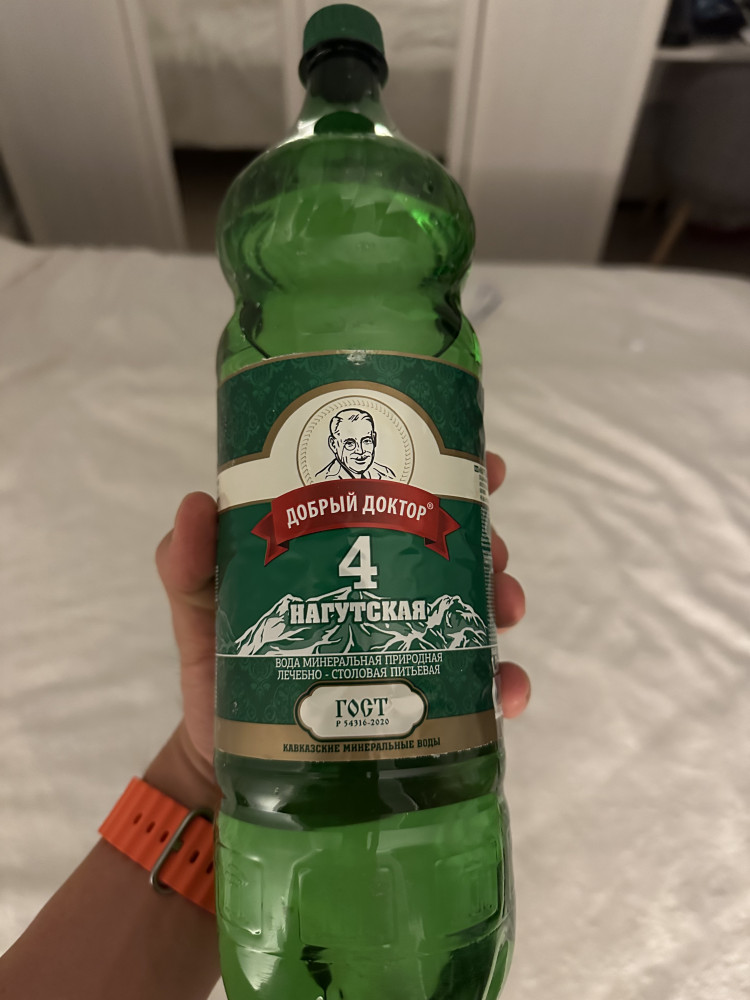 ДОБРЫЙ ДОКТОР®
4
НАГУТСКАЯ
ВОДА МИНЕРАЛЬНАЯ ПРИРОДНАЯ
ЛЕЧЕБНО - СТОЛОВАЯ ПИТЬЕВАЯ
ГОСТ
Р 54316-2020
КАВКАЗСКИЕ МИНЕРАЛЬНЫЕ ВОДЫ